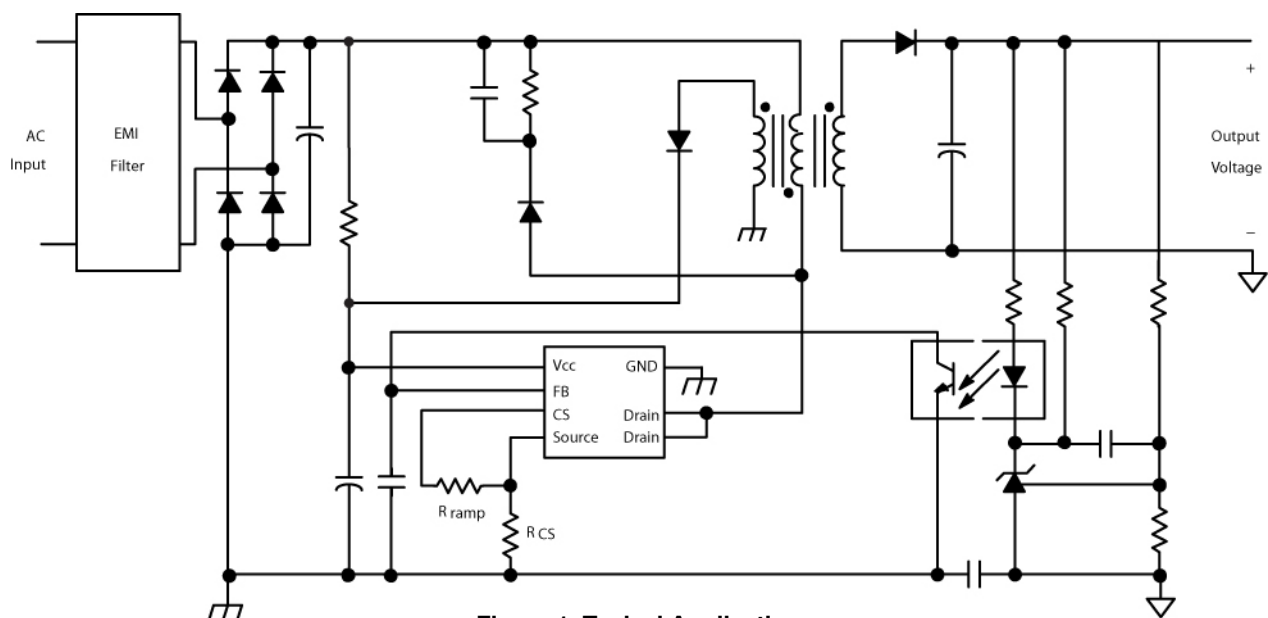 AC
Input
EMI
Filter
+
Output
Voltage
−
Vcc
GND
FB
CS
Drain
Source
Drain
R ramp
R CS